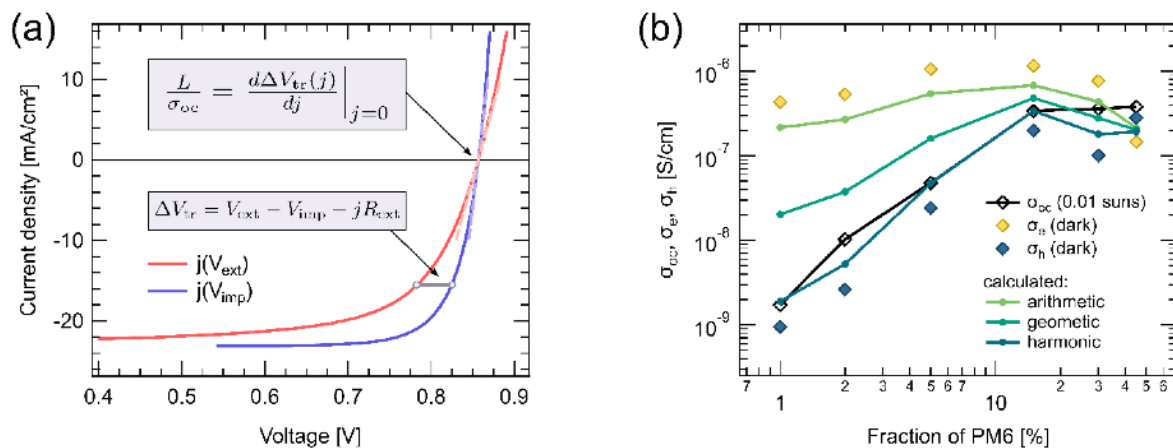 (a)
Current density [mA/cm²]
10
0
-10
-20
L/σ_oc = dΔV_tr(j)/dj |_j=0
ΔV_tr = V_ext − V_imp − jR_ext
j(V_ext)
j(V_imp)
0.4 0.5 0.6 0.7 0.8 0.9
Voltage [V]
(b)
σ_oc, σ_e, σ_h [S/cm]
10^-6
10^-7
10^-8
10^-9
σ_oc (0.01 suns)
σ_e (dark)
σ_h (dark)
calculated:
arithmetic
geometic
harmonic
7 2 3 4 5 6 7 2 3 4 5 6
1 10
Fraction of PM6 [%]